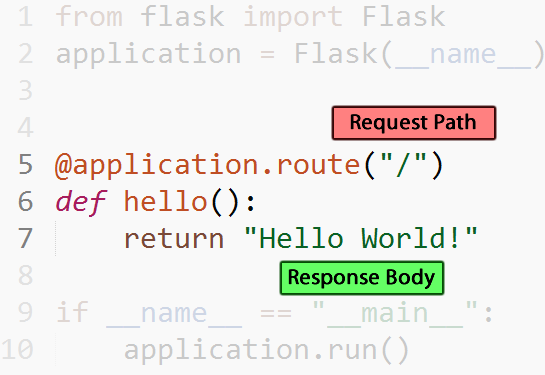 1 from flask import Flask
2 application = Flask(__name__)
3
4
Request Path
5 @application.route("/")
6 def hello():
7 return "Hello World!"
8
Response Body
9 if __name__ == "__main__":
10 application.run()